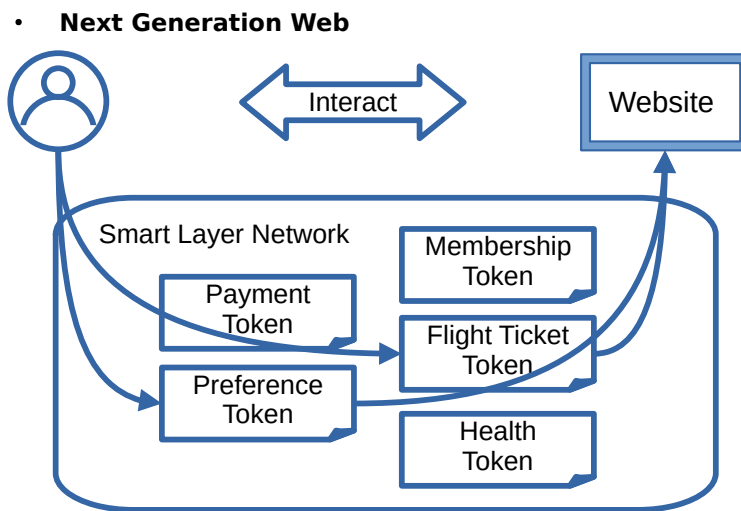 • Next Generation Web
Interact
Website
Smart Layer Network
Membership
Token
Payment
Token
Flight Ticket
Token
Preference
Token
Health
Token